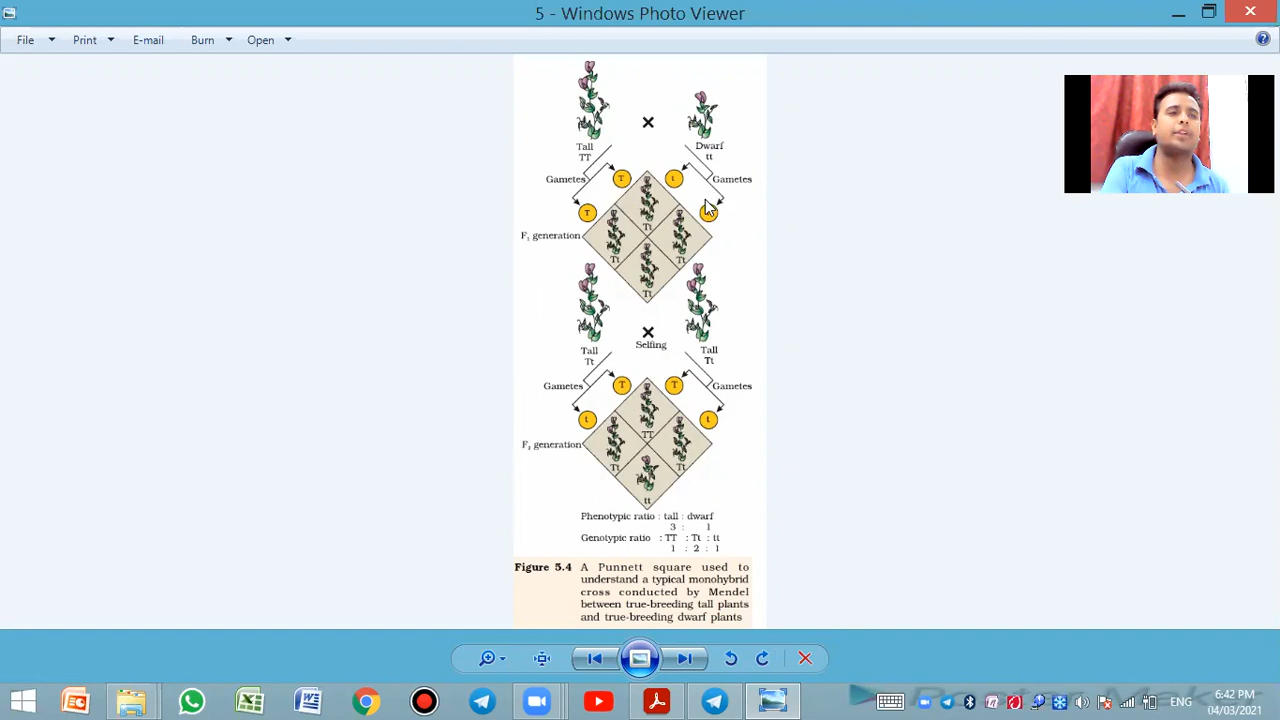 5 - Windows Photo Viewer
File Print E-mail Burn Open
Tall Dwarf
TT tt
Gametes T t Gametes
T
F₁ generation
Tt
Tt Tt
Tt
Selfing
Tall Tall
Tt Tt
Gametes T T Gametes
t t
F₂ generation
TT
Tt Tt
tt
Phenotypic ratio : tall : dwarf
3 : 1
Genotypic ratio : TT : Tt : tt
1 : 2 : 1
Figure 5.4 A Punnett square used to
understand a typical monohybrid
cross conducted by Mendel
between true-breeding tall plants
and true-breeding dwarf plants
ENG
6:42 PM
04/03/2021